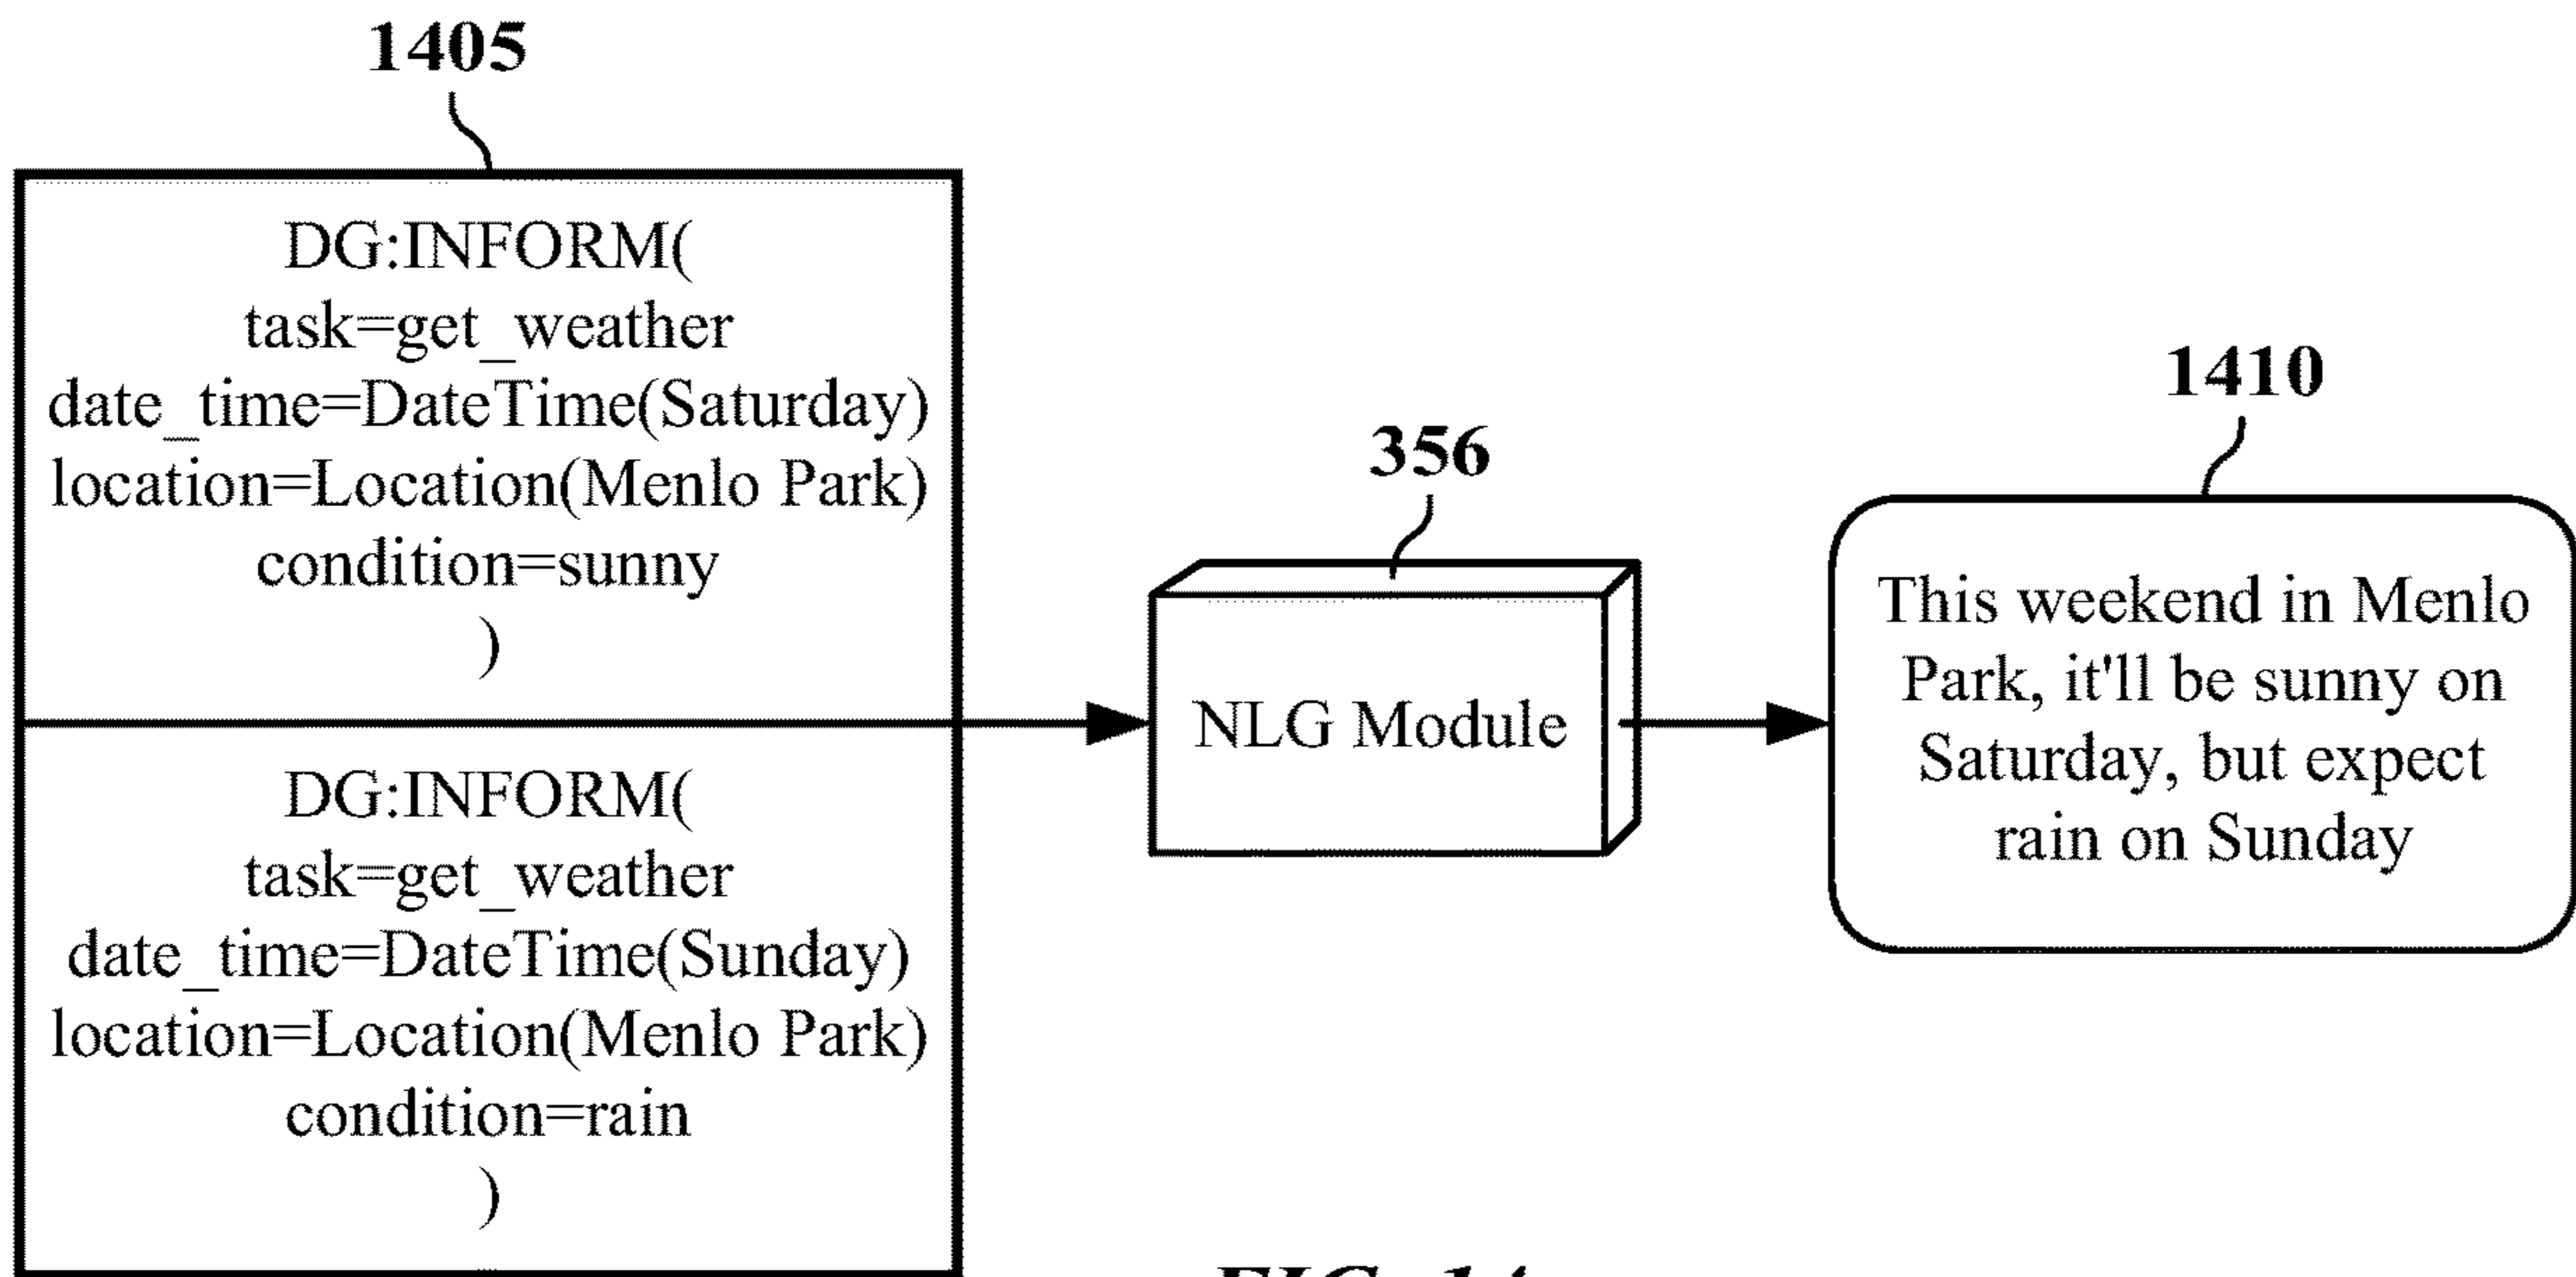 1405
DG:INFORM(
task=get_weather
date_time=DateTime(Saturday)
location=Location(Menlo Park)
condition=sunny
)
DG:INFORM(
task=get_weather
date_time=DateTime(Sunday)
location=Location(Menlo Park)
condition=rain
)
356
NLG Module
1410
This weekend in Menlo
Park, it'll be sunny on
Saturday, but expect
rain on Sunday